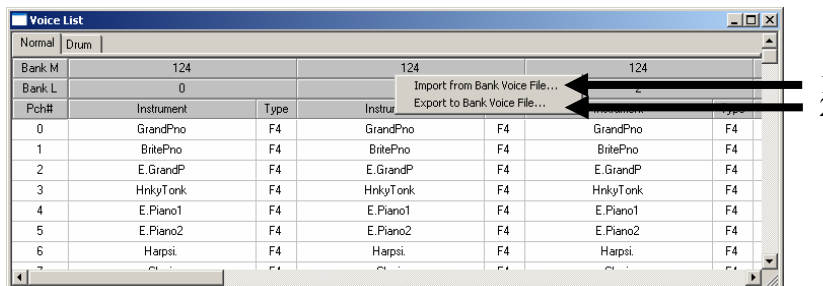 Voice List
Normal Drum
Bank M 124 124 124
Bank L 0 2
Import from Bank Voice File...
Export to Bank Voice File...
Pch# Instrument Type Type
0 GrandPno F4 GrandPno F4 GrandPno F4
1 BritePno F4 BritePno F4 BritePno F4
2 E.GrandP F4 E.GrandP F4 E.GrandP F4
3 HnkyTonk F4 HnkyTonk F4 HnkyTonk F4
4 E.Piano1 F4 E.Piano1 F4 E.Piano1 F4
5 E.Piano2 F4 E.Piano2 F4 E.Piano2 F4
6 Harpsi. F4 Harpsi. F4 Harpsi. F4